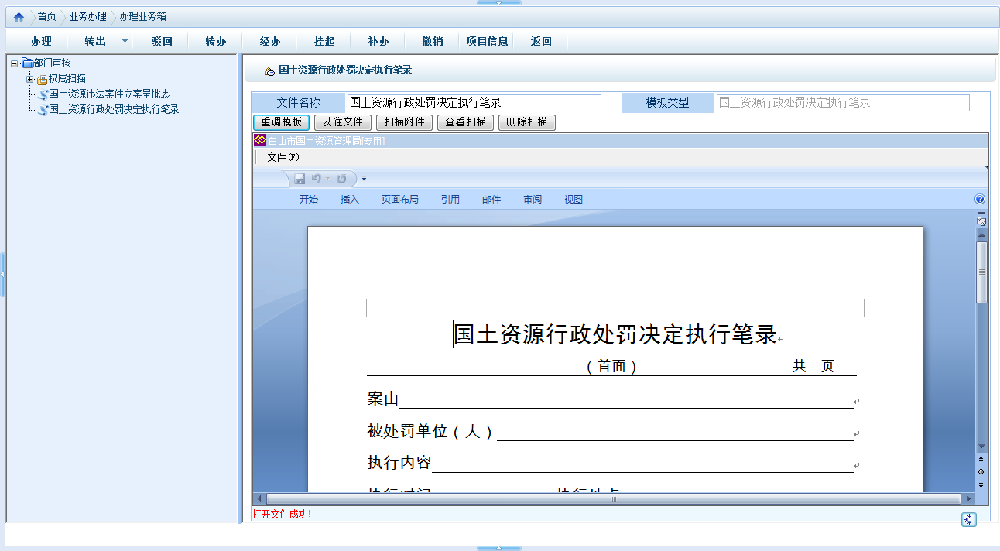 首页 业务办理 办理业务箱
办理 转出 驳回 转办 经办 挂起 补办 撤销 项目信息 返回
部门审核
权属扫描
国土资源违法案件立案呈批表
国土资源行政处罚决定执行笔录
国土资源行政处罚决定执行笔录
文件名称 国土资源行政处罚决定执行笔录 模板类型 国土资源行政处罚决定执行笔录
重调模板 以往文件 扫描附件 查看扫描 删除扫描
白山市国土资源管理局[专用]
文件(F)
开始 插入 页面布局 引用 邮件 审阅 视图
国土资源行政处罚决定执行笔录
（首面） 共 页
案由
被处罚单位（人）
执行内容
执行时间 执行地点
打开文件成功!